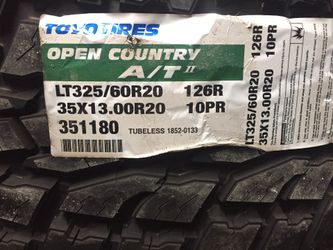 TOYO TIRES
OPEN COUNTRY
A/T II
LT325/60R20 126R
35X13.00R20 10PR
351180 TUBELESS 1852-0133
LT325/60R20 126R
35X13.00R20 10PR